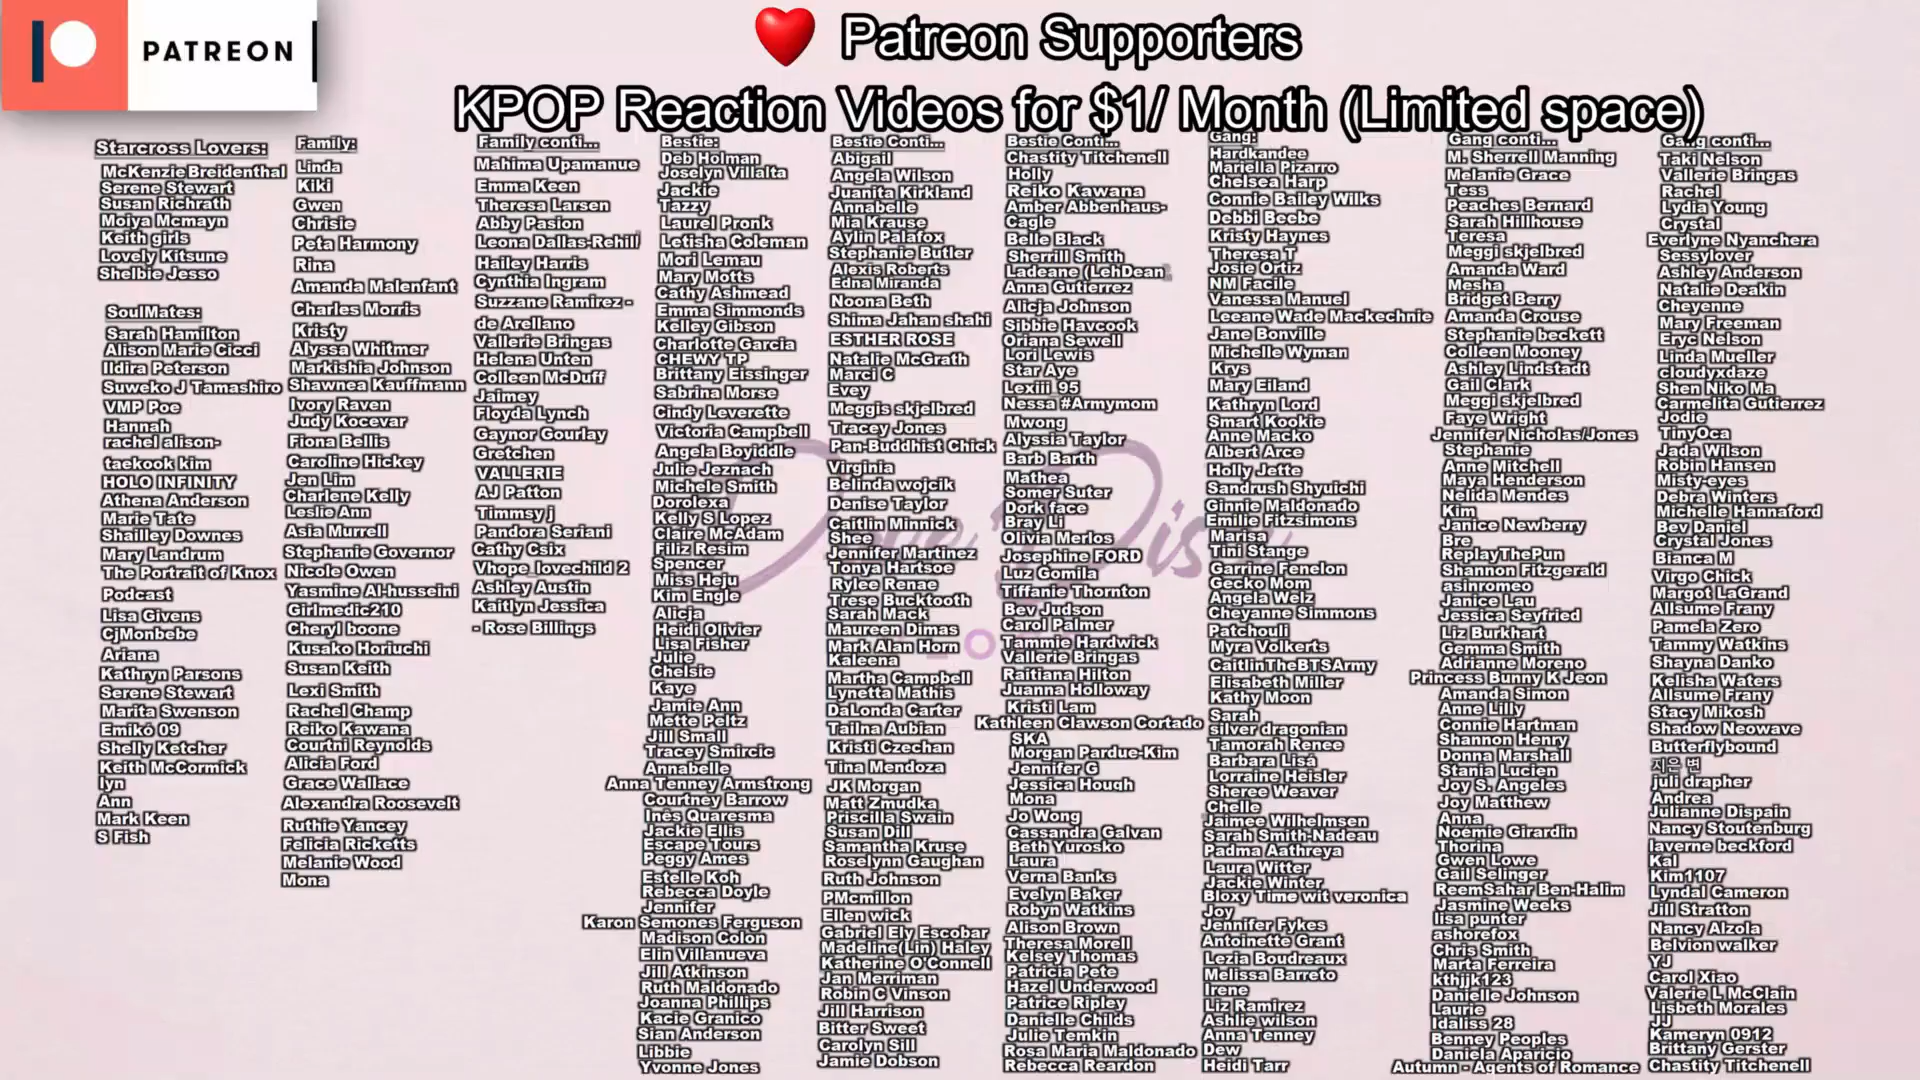 PATREON
Patreon Supporters
KPOP Reaction Videos for $1/ Month (Limited space)
Starcross Lovers:
McKenzie Breidenthal
Serene Stewart
Susan Richrath
Moiya Mcmayn
Keith girls
Lovely Kitsune
Shelbie Jesso
SoulMates:
Sarah Hamilton
Alison Marie Cicci
Ildira Peterson
Suweko J Tamashiro
VMP Poe
Hannah
rachel alison-
taekook kim
HOLO INFINITY
Athena Anderson
Marie Tate
Shailley Downes
Mary Landrum
The Portrait of Knox
Podcast
Lisa Givens
CjMonbebe
Ariana
Kathryn Parsons
Serene Stewart
Marita Swenson
Emikó 09
Shelly Ketcher
Keith McCormick
lyn
Ann
Mark Keen
S Fish
Family:
Linda
Kiki
Gwen
Chrisie
Peta Harmony
Rina
Amanda Malenfant
Charles Morris
Kristy
Alyssa Whitmer
Markishia Johnson
Shawnea Kauffmann
Ivory Raven
Judy Kocevar
Fiona Bellis
Caroline Hickey
Jen Lim
Charlene Kelly
Leslie Ann
Asia Murrell
Stephanie Governor
Nicole Owen
Yasmine Al-husseini
Girlmedic210
Cheryl boone
Kusako Horiuchi
Susan Keith
Lexi Smith
Rachel Champ
Reiko Kawana
Courtni Reynolds
Alicia Ford
Grace Wallace
Alexandra Roosevelt
Ruthie Yancey
Felicia Ricketts
Melanie Wood
Mona
Family conti...
Mahima Upamanue
Emma Keen
Theresa Larsen
Abby Pasion
Leona Dallas-Rehill
Hailey Harris
Cynthia Ingram
Suzzane Ramirez -
de Arellano
Vallerie Bringas
Helena Unten
Colleen McDuff
Jaimey
Floyda Lynch
Gaynor Gourlay
Gretchen
VALLERIE
AJ Patton
Timmsy j
Pandora Seriani
Cathy Csix
Vhope_lovechild 2
Ashley Austin
Kaitlyn Jessica
- Rose Billings
Bestie:
Deb Holman
Joselyn Villalta
Jackie
Tazzy
Laurel Pronk
Letisha Coleman
Mori Lemau
Mary Motts
Cathy Ashmead
Emma Simmonds
Kelley Gibson
Charlotte Garcia
CHEWY TP
Brittany Eissinger
Sabrina Morse
Cindy Leverette
Victoria Campbell
Angela Boyiddle
Julie Jeznach
Michele Smith
Dorolexa
Kelly S Lopez
Claire McAdam
Filiz Resim
Spencer
Miss Heju
Kim Engle
Alicja
Heidi Olivier
Lisa Fisher
Julie
Chelsie
Kaye
Jamie Ann
Mette Peltz
Jill Small
Tracey Smircic
Annabelle
Anna Tenney Armstrong
Courtney Barrow
Inês Quaresma
Jackie Ellis
Escape Tours
Peggy Ames
Estelle Koh
Rebecca Doyle
Jennifer
Karon Semones Ferguson
Madison Colon
Elin Villanueva
Jill Atkinson
Ruth Maldonado
Joanna Phillips
Kacie Granico
Sian Anderson
Libbie
Yvonne Jones
Bestie Conti...
Abigail
Angela Wilson
Juanita Kirkland
Annabelle
Mia Krause
Aylin Palafox
Stephanie Butler
Alexis Roberts
Edna Miranda
Noona Beth
Shima Jahan shahi
ESTHER ROSE
Natalie McGrath
Marci C
Evey
Meggis skjelbred
Tracey Jones
Pan.Buddhist Chick
Virginia
Belinda wojcik
Denise Taylor
Caitlin Minnick
Shee
Jennifer Martinez
Tonya Hartsoe
Rylee Renae
Trese Bucktooth
Sarah Mack
Maureen Dimas
Mark Alan Horn
Kaleena
Martha Campbell
Lynetta Mathis
DaLonda Carter
Tailna Aubian
Kristi Czechan
Tina Mendoza
JK Morgan
Matt Zmudka
Priscilla Swain
Susan Dill
Samantha Kruse
Roselynn Gaughan
Ruth Johnson
PMcmillon
Ellen wick
Gabriel Ely Escobar
Madeline(Lin) Haley
Katherine O'Connell
Jan Merriman
Robin C Vinson
Jill Harrison
Bitter Sweet
Carolyn Sill
Jamie Dobson
Bestie Conti...
Chastity Titchenell
Holly
Reiko Kawana
Amber Abbenhaus-
Cagle
Belle Black
Sherrill Smith
Ladeane (LehDean
Anna Gutierrez
Alicja Johnson
Sibbie Havcook
Oriana Sewell
Lori Lewis
Star Aye
Lexiii_95
Nessa #Armymom
Mwong
Alyssia Taylor
Barb Barth
Mathea
Somer Suter
Dork face
Bray Li
Olivia Merlos
Josephine FORD
Luz Gomila
Tiffanie Thornton
Bev Judson
Carol Palmer
Tammie Hardwick
Vallerie Bringas
Raitiana Hilton
Juanna Holloway
Kristi Lam
Kathleen Clawson Cortado
SKA
Morgan Pardue-Kim
Jennifer G
Jessica Hough
Mona
Jo Wong
Cassandra Galvan
Beth Yurosko
Laura
Verna Banks
Evelyn Baker
Robyn Watkins
Alison Brown
Theresa Morell
Kelsey Thomas
Patricia Pete
Hazel Underwood
Patrice Ripley
Danielle Childs
Julie Temkin
Rosa Maria Maldonado
Rebecca Reardon
Gang:
Hardkandee
Mariella Pizarro
Chelsea Harp
Connie Bailey Wilks
Debbi Beebe
Kristy Haynes
Theresa T
Josie Ortiz
NM Facile
Vanessa Manuel
Leeane Wade Mackechnie
Jane Bonville
Michelle Wyman
Krys
Mary Eiland
Kathryn Lord
Smart Kookie
Anne Macko
Albert Arce
Holly Jette
Sandrush Shyuichi
Ginnie Maldonado
Emilie Fitzsimons
Marisa
Tini Stange
Garrine Fenelon
Gecko Mom
Angela Welz
Cheyanne Simmons
Patchouli
Myra Volkerts
CaitlinTheBTSArmy
Elisabeth Miller
Kathy Moon
Sarah
silver dragonian
Tamorah Renee
Barbara Lisá
Lorraine Heisler
Sheree Weaver
Chelle
Jaimee Wilhelmsen
Sarah Smith-Nadeau
Padma Aathreya
Laura Witter
Jackie Winter
Bloxy Time wit veronica
Joy
Jennifer Fykes
Antoinette Grant
Lezia Boudreaux
Melissa Barreto
Irene
Liz Ramirez
Ashlie wilson
Anna Tenney
Dew
Heidi Tarr
Gang conti...
M. Sherrell Manning
Melanie Grace
Tess
Peaches Bernard
Sarah Hillhouse
Teresa
Meggi skjelbred
Amanda Ward
Mesha
Bridget Berry
Amanda Crouse
Stephanie beckett
Colleen Mooney
Ashley Lindstadt
Gail Clark
Meggi skjelbred
Faye Wright
Jennifer Nicholas/Jones
Stephanie
Anne Mitchell
Maya Henderson
Nelida Mendes
Kim
Janice Newberry
Bre
ReplayThePun
Shannon Fitzgerald
asinromeo
Janice Lau
Jessica Seyfried
Liz Burkhart
Gemma Smith
Adrianne Moreno
Princess Bunny K Jeon
Amanda Simon
Anne Lilly
Connie Hartman
Shannon Henry
Donna Marshall
Stania Lucien
Joy S. Angeles
Joy Matthew
Anna
Noémie Girardin
Thorina
Gwen Lowe
Gail Selinger
ReemSahar Ben-Halim
Jasmine Weeks
lisa punter
ashorefox
Chris Smith
Marta Ferreira
kthjjk123
Danielle Johnson
Laurie
Idaliss 28
Benney Peoples
Daniela Aparicio
Autumn - Agents of Romance
Gang conti...
Taki Nelson
Vallerie Bringas
Rachel
Lydia Young
Crystal
Everlyne Nyanchera
Sessylover
Ashley Anderson
Natalie Deakin
Cheyenne
Mary Freeman
Eryc Nelson
Linda Mueller
cloudyxdaze
Shen Niko Ma
Carmelita Gutierrez
Jodie
TinyOca
Jada Wilson
Robin Hansen
Misty-eyes
Debra Winters
Michelle Hannaford
Bev Daniel
Crystal Jones
Bianca M
Virgo Chick
Margot LaGrand
Allsume Frany
Pamela Zero
Tammy Watkins
Shayna Danko
Kelisha Waters
Allsume Frany
Stacy Mikosh
Shadow Neowave
Butterflybound
지은 변
juli drapher
Andrea
Julianne Dispain
Nancy Stoutenburg
laverne beckford
Kal
Kim1107
Lyndal Cameron
Jill Stratton
Nancy Alzola
Belvion walker
YJ
Carol Xiao
Valerie L McClain
Lisbeth Morales
JJ
Kameryn 0912
Brittany Gerster
Chastity Titchenell